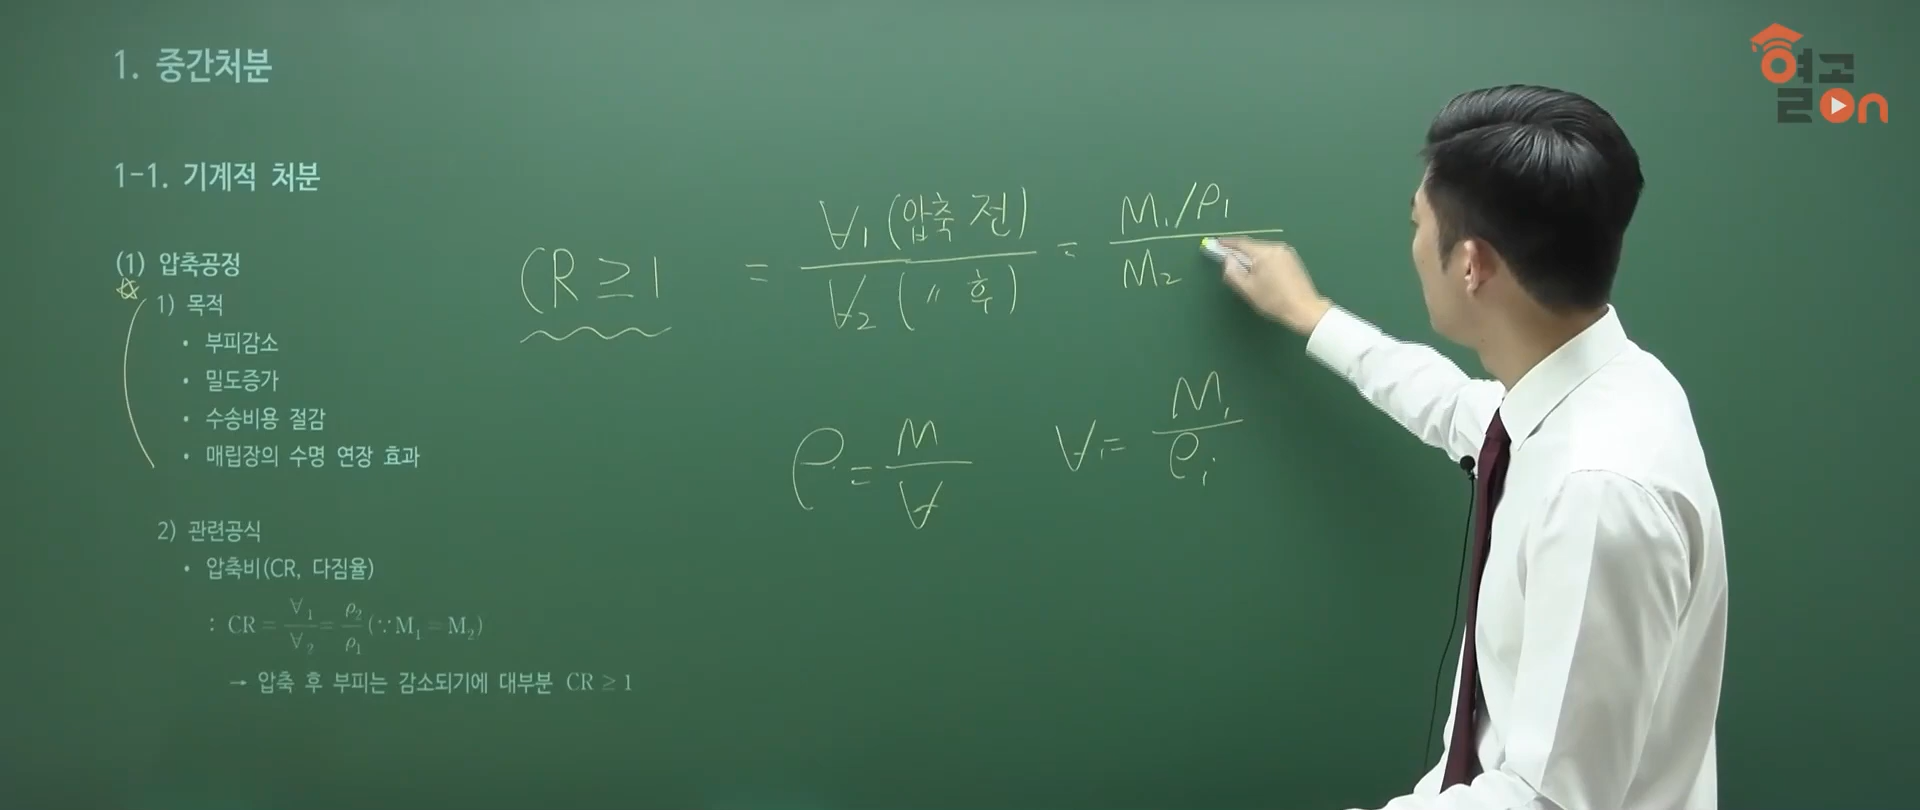 열공
On
1. 중간처분
1-1. 기계적 처분
(1) 압축공정
1) 목적
• 부피감소
• 밀도증가
• 수송비용 절감
• 매립장의 수명 연장 효과
2) 관련공식
• 압축비(CR, 다짐율)
: CR = ∀₁/∀₂ = ρ₂/ρ₁ (∵M₁ = M₂)
→ 압축 후 부피는 감소되기에 대부분 CR ≥ 1
CR ≥ 1 = ∀₁(압축 전) / ∀₂(〃 후) = M₁/ρ₁ / M₂
ρ = M/∀
∀ᵢ = Mᵢ/ρᵢ